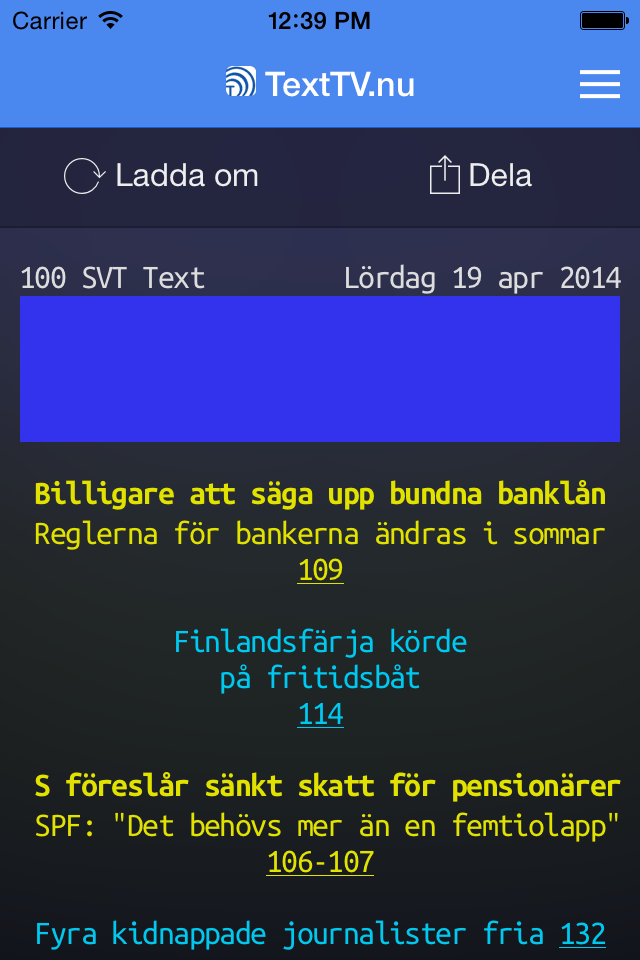 Carrier 12:39 PM
TextTV.nu
Ladda om Dela
100 SVT Text Lördag 19 apr 2014
Billigare att säga upp bundna banklån
Reglerna för bankerna ändras i sommar
109
Finlandsfärja körde
på fritidsbåt
114
S föreslår sänkt skatt för pensionärer
SPF: "Det behövs mer än en femtiolapp"
106-107
Fyra kidnappade journalister fria 132